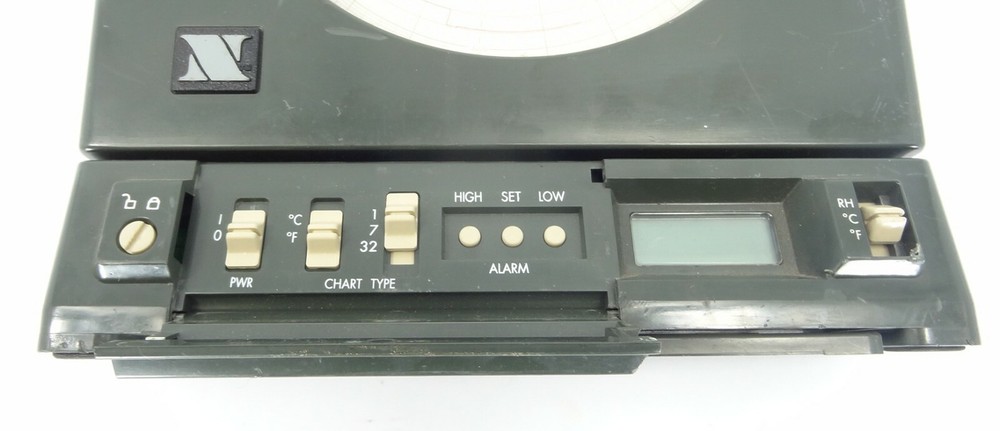 N
HIGH SET LOW
I
0
°C
°F
1
7
32
RH
°C
°F
PWR
CHART TYPE
ALARM